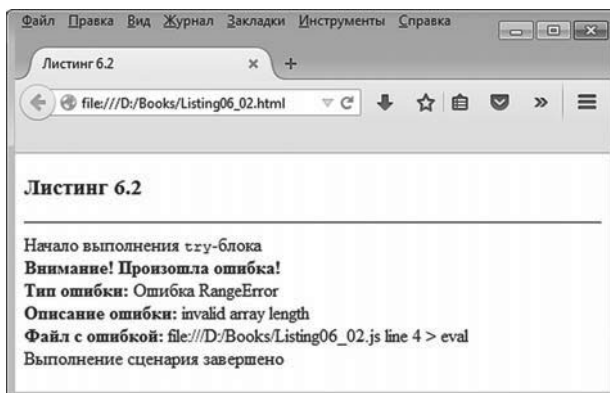 Файл Правка Вид Журнал Закладки Инструменты Справка
Листинг 6.2
file:///D:/Books/Listing06_02.html
Листинг 6.2
Начало выполнения try-блока
Внимание! Произошла ошибка!
Тип ошибки: Ошибка RangeError
Описание ошибки: invalid array length
Файл с ошибкой: file:///D:/Books/Listing06_02.js line 4 > eval
Выполнение сценария завершено